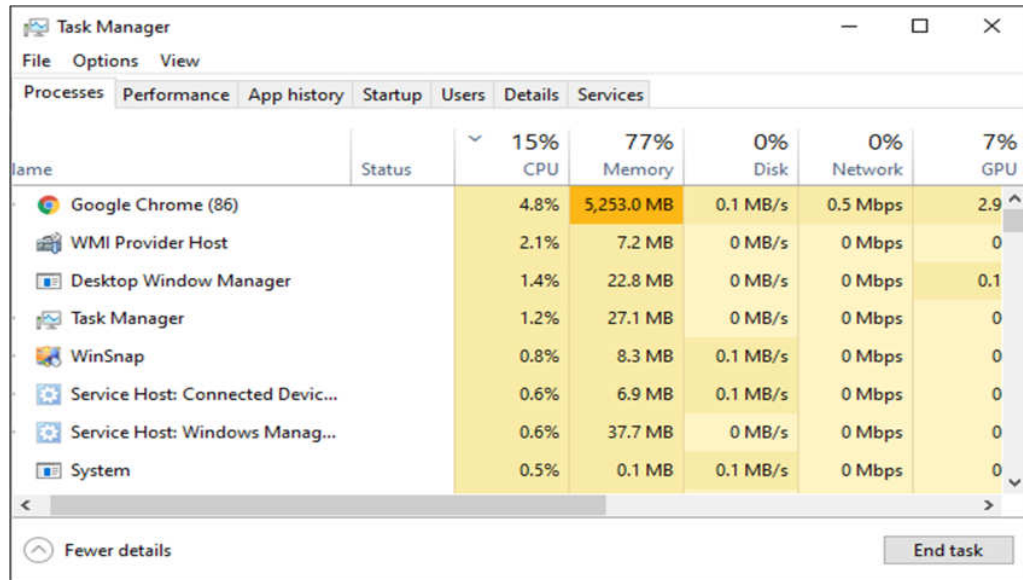 Task Manager
File Options View
Processes Performance App history Startup Users Details Services
15% 77% 0% 0% 7%
lame Status CPU Memory Disk Network GPU
Google Chrome (86) 4.8% 5,253.0 MB 0.1 MB/s 0.5 Mbps 2.9
WMI Provider Host 2.1% 7.2 MB 0 MB/s 0 Mbps 0
Desktop Window Manager 1.4% 22.8 MB 0 MB/s 0 Mbps 0.1
Task Manager 1.2% 27.1 MB 0 MB/s 0 Mbps 0
WinSnap 0.8% 8.3 MB 0.1 MB/s 0 Mbps 0
Service Host: Connected Devic... 0.6% 6.9 MB 0.1 MB/s 0 Mbps 0
Service Host: Windows Manag... 0.6% 37.7 MB 0 MB/s 0 Mbps 0
System 0.5% 0.1 MB 0.1 MB/s 0 Mbps 0
Fewer details End task